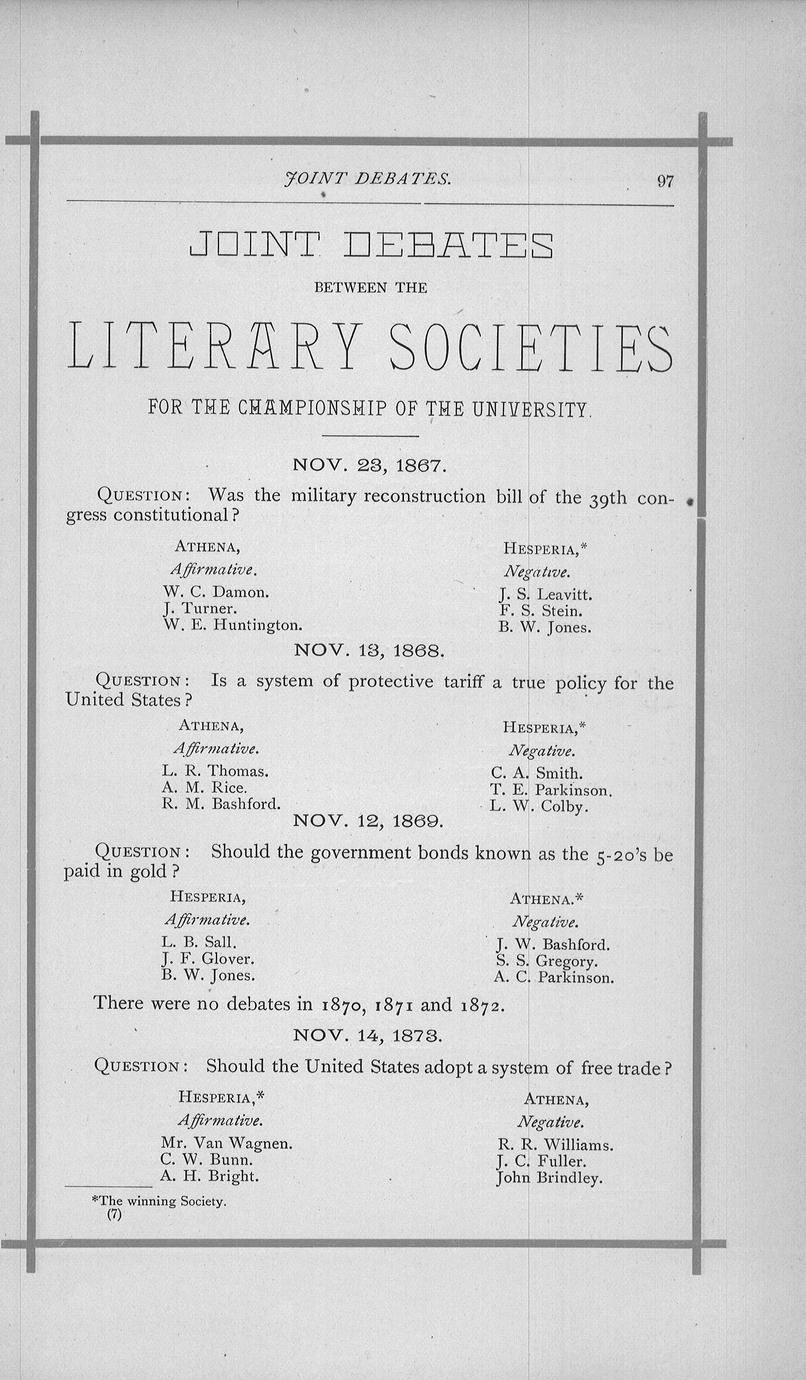 JOINT DEBATES. 97
JOINT DEBATES
BETWEEN THE
LITERARY SOCIETIES
FOR THE CHAMPIONSHIP OF THE UNIVERSITY.
NOV. 23, 1867.
QUESTION: Was the military reconstruction bill of the 39th con-
gress constitutional?
ATHENA, HESPERIA,*
Affirmative. Negative.
W. C. Damon. J. S. Leavitt.
J. Turner. F. S. Stein.
W. E. Huntington. B. W. Jones.
NOV. 13, 1868.
QUESTION: Is a system of protective tariff a true policy for the
United States?
ATHENA, HESPERIA,*
Affirmative. Negative.
L. R. Thomas. C. A. Smith.
A. M. Rice. T. E. Parkinson.
R. M. Bashford. L. W. Colby.
NOV. 12, 1869.
QUESTION: Should the government bonds known as the 5-20's be
paid in gold?
HESPERIA, ATHENA.*
Affirmative. Negative.
L. B. Sall. J. W. Bashford.
J. F. Glover. S. S. Gregory.
B. W. Jones. A. C. Parkinson.
There were no debates in 1870, 1871 and 1872.
NOV. 14, 1873.
QUESTION: Should the United States adopt a system of free trade?
HESPERIA,* ATHENA,
Affirmative. Negative.
Mr. Van Wagnen. R. R. Williams.
C. W. Bunn. J. C. Fuller.
A. H. Bright. John Brindley.
*The winning Society.
(7)